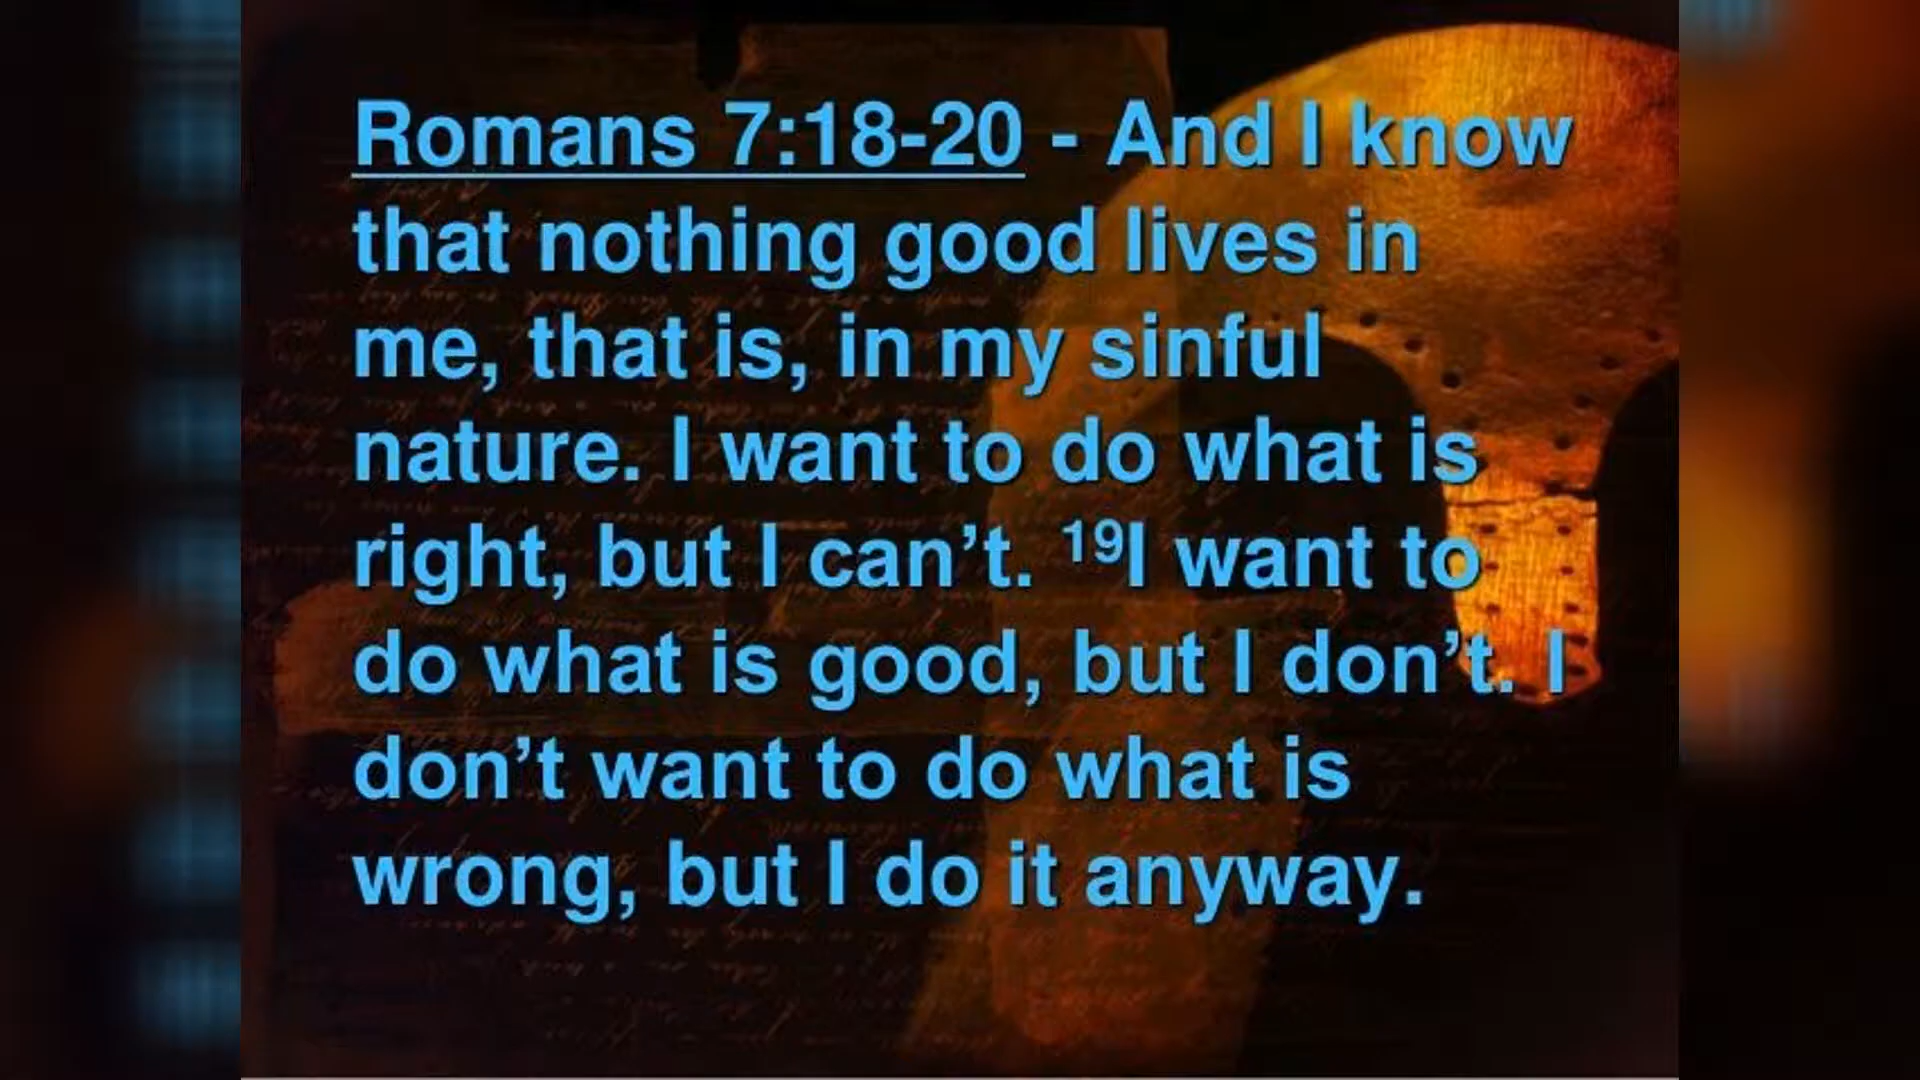 Romans 7:18-20 - And I know
that nothing good lives in
me, that is, in my sinful
nature. I want to do what is
right, but I can’t. ¹⁹I want to
do what is good, but I don’t. I
don’t want to do what is
wrong, but I do it anyway.